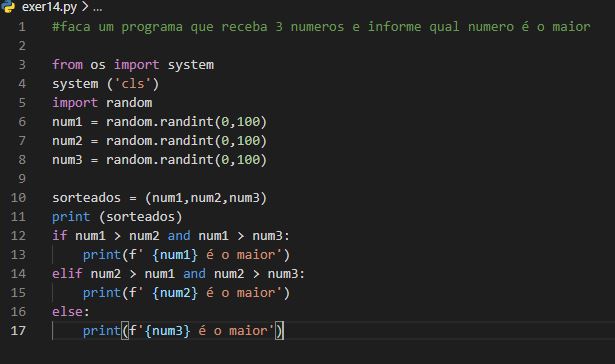 exer14.py > ...
1 #faca um programa que receba 3 numeros e informe qual numero é o maior
2
3 from os import system
4 system ('cls')
5 import random
6 num1 = random.randint(0,100)
7 num2 = random.randint(0,100)
8 num3 = random.randint(0,100)
9
10 sorteados = (num1,num2,num3)
11 print (sorteados)
12 if num1 > num2 and num1 > num3:
13     print(f' {num1} é o maior')
14 elif num2 > num1 and num2 > num3:
15     print(f' {num2} é o maior')
16 else:
17     print(f'{num3} é o maior')